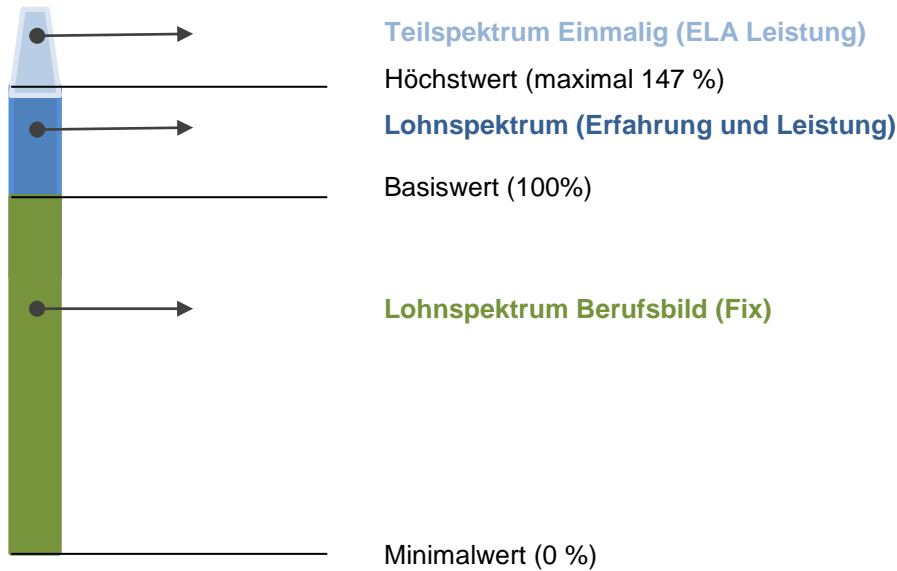 Teilspektrum Einmalig (ELA Leistung)
Höchstwert (maximal 147 %)
Lohnspektrum (Erfahrung und Leistung)
Basiswert (100%)
Lohnspektrum Berufsbild (Fix)
Minimalwert (0 %)